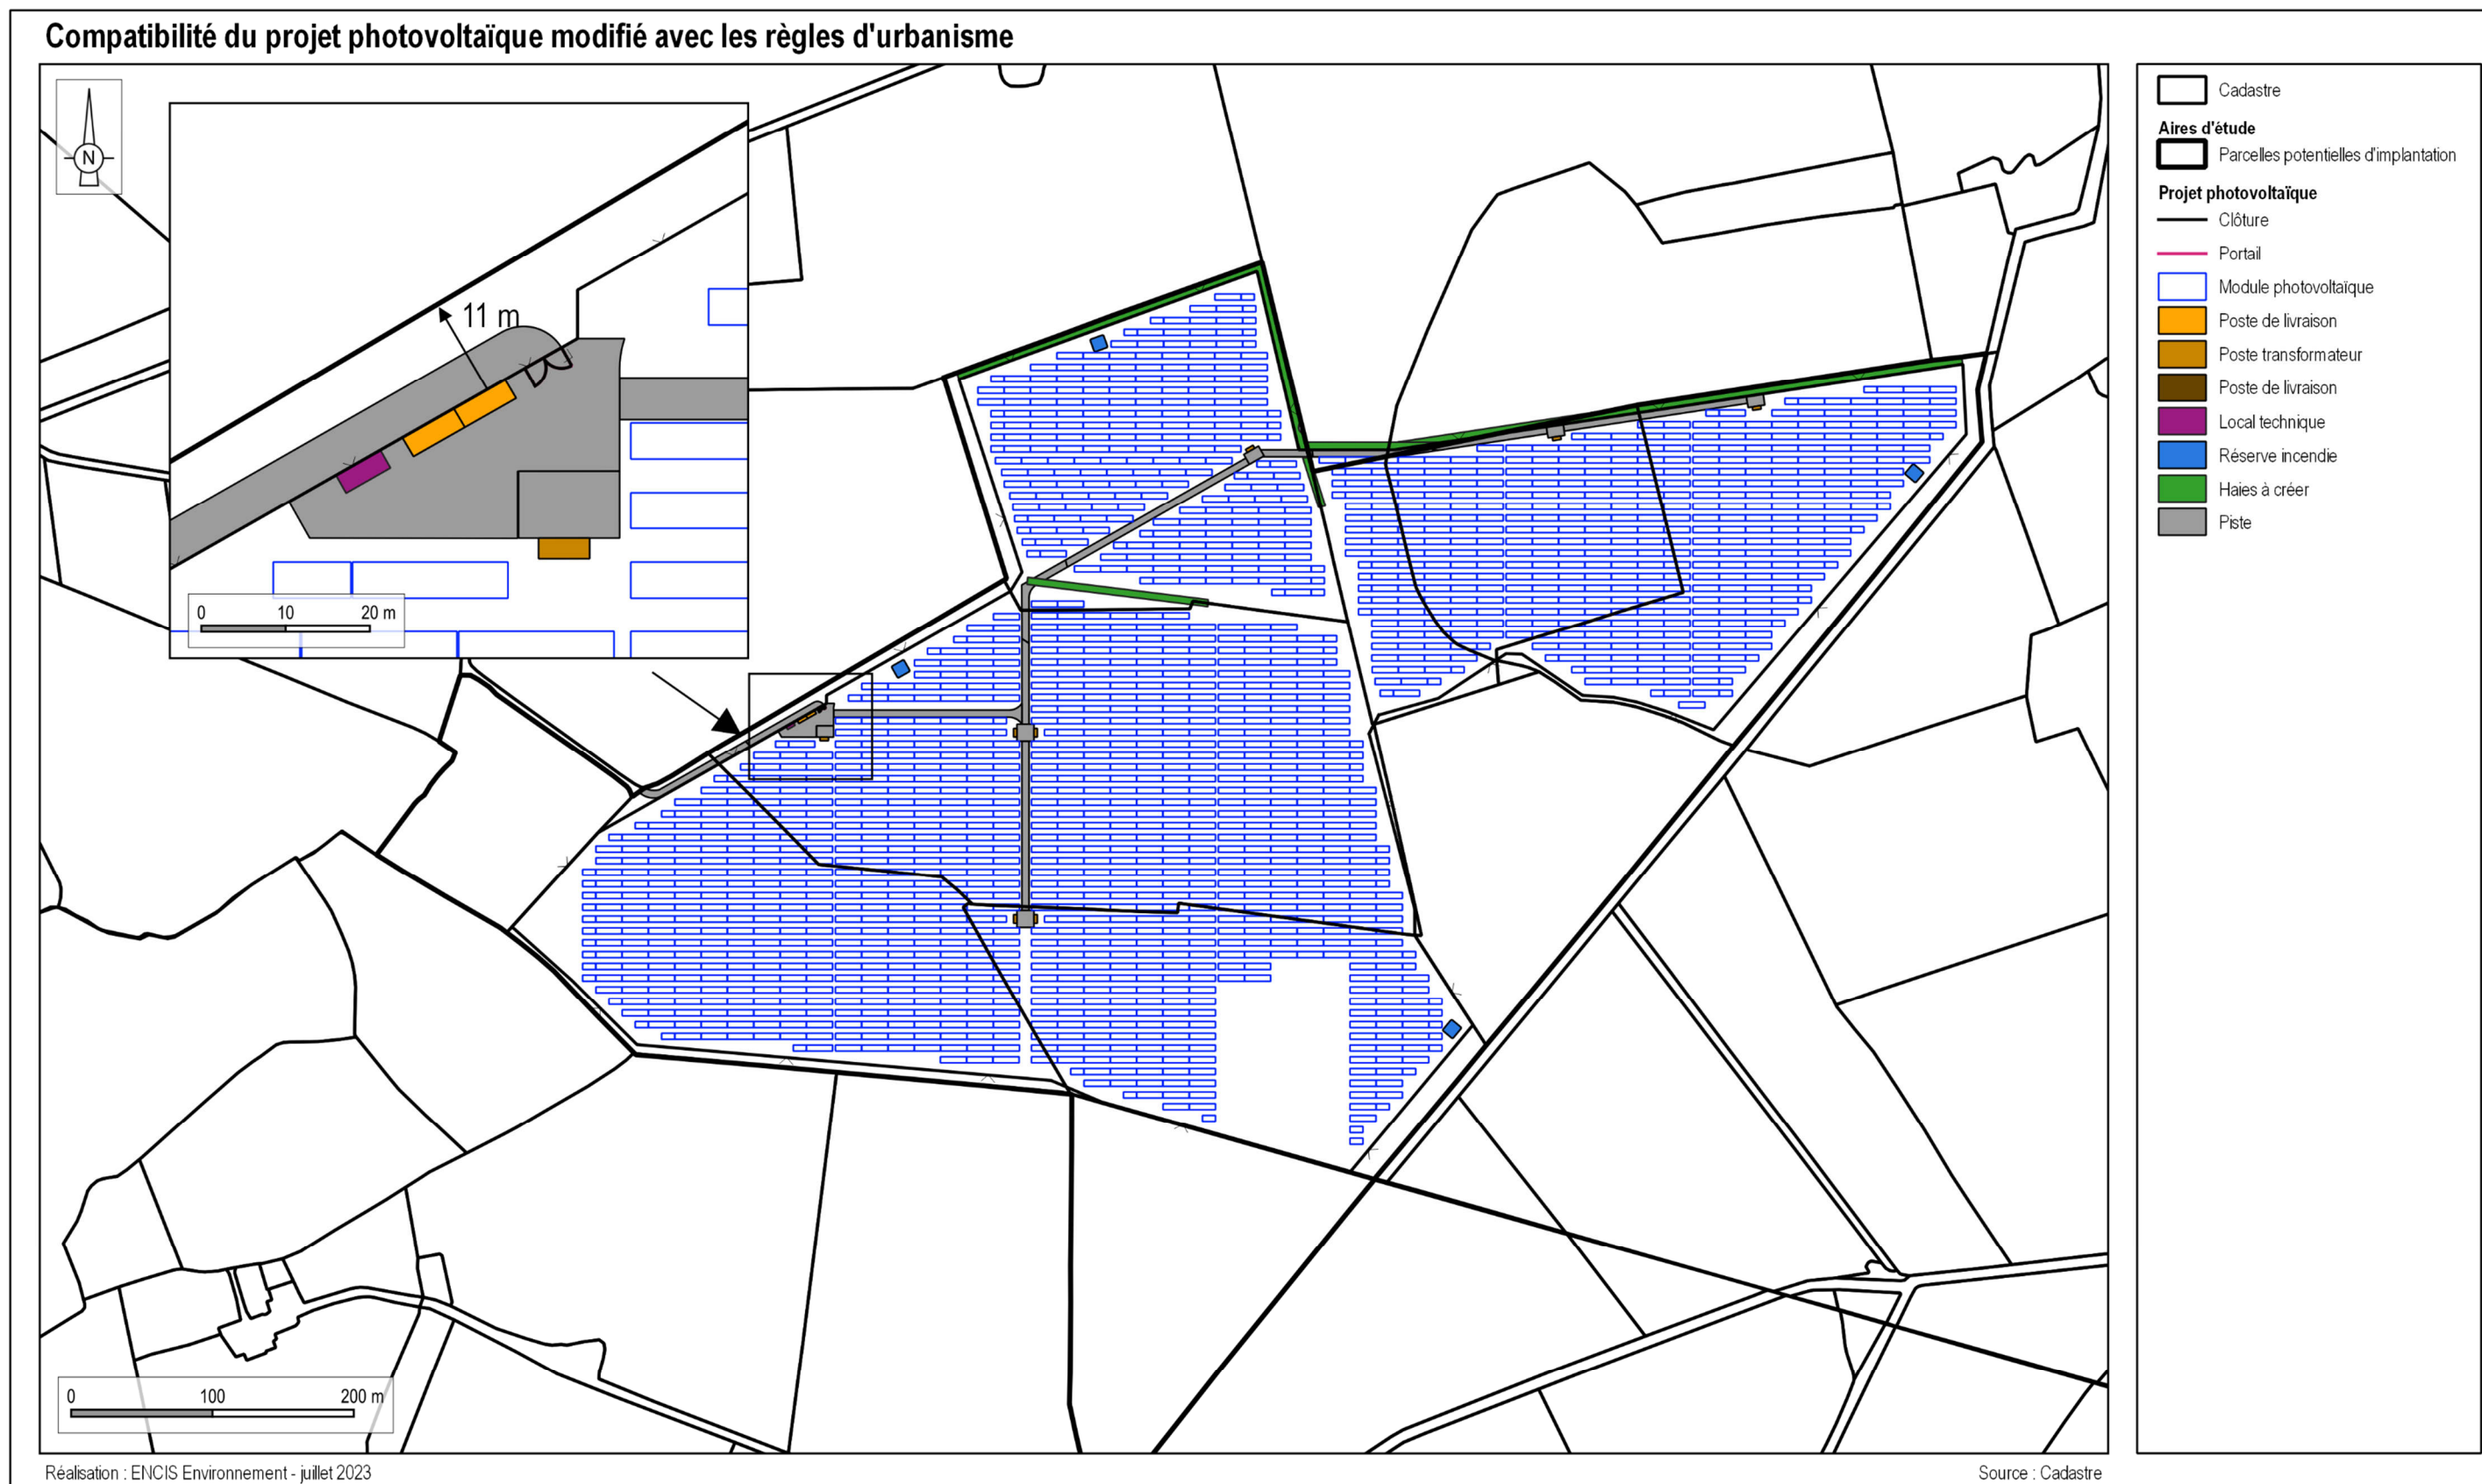 Compatibilité du projet photovoltaïque modifié avec les règles d'urbanisme
N
11 m
0 10 20 m
0 100 200 m
Cadastre
Aires d'étude
Parcelles potentielles d'implantation
Projet photovoltaïque
Clôture
Portail
Module photovoltaïque
Poste de livraison
Poste transformateur
Poste de livraison
Local technique
Réserve incendie
Haies à créer
Piste
Réalisation : ENCIS Environnement - juillet 2023
Source : Cadastre